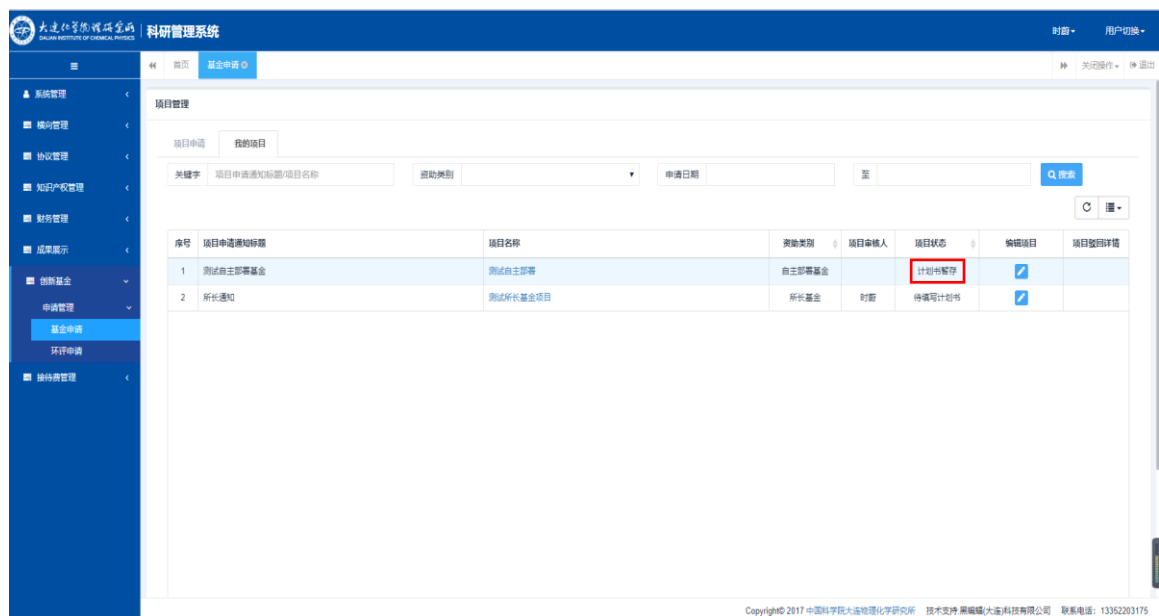 大连化学物理研究所 科研管理系统 时蔚 用户切换
DALIAN INSTITUTE OF CHEMICAL PHYSICS
首页 基金申请 关闭操作 退出
系统管理
项目管理
横向管理
项目申请 我的项目
协议管理
关键字 项目申请通知标题/项目名称 资助类别 申请日期 至 搜索
知识产权管理
财务管理
成果展示
序号 项目申请通知标题 项目名称 资助类别 项目审核人 项目状态 编辑项目 项目驳回详情
1 测试自主部署基金 测试自主部署 自主部署基金 计划书暂存
创新基金
2 所长通知 测试所长基金项目 所长基金 时蔚 待填写计划书
申请管理
基金申请
环评申请
接待费管理
Copyright© 2017 中国科学院大连物理化学研究所 技术支持:黑蝙蝠(大连)科技有限公司 联系电话：13352203175